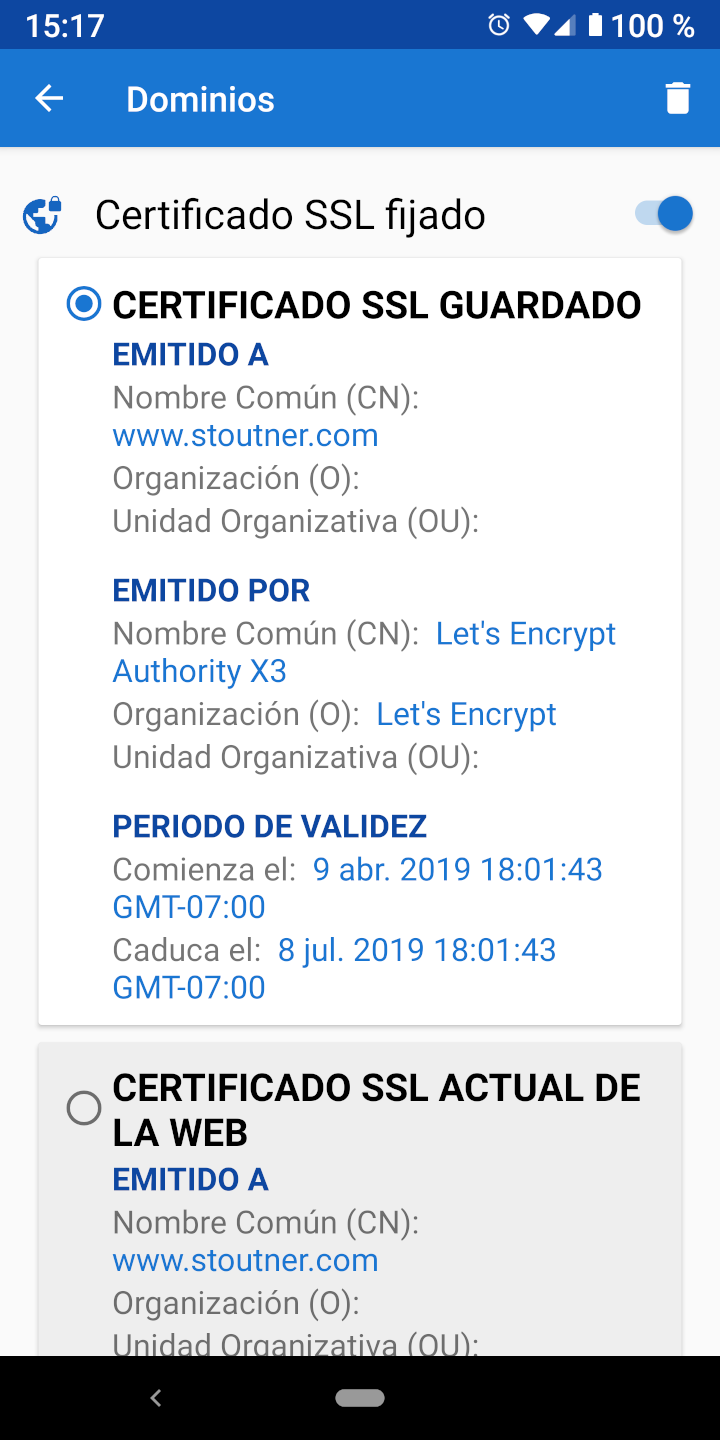 15:17 100 %
Dominios
Certificado SSL fijado
CERTIFICADO SSL GUARDADO
EMITIDO A
Nombre Común (CN):
www.stoutner.com
Organización (O):
Unidad Organizativa (OU):
EMITIDO POR
Nombre Común (CN): Let's Encrypt
Authority X3
Organización (O): Let's Encrypt
Unidad Organizativa (OU):
PERIODO DE VALIDEZ
Comienza el: 9 abr. 2019 18:01:43
GMT-07:00
Caduca el: 8 jul. 2019 18:01:43
GMT-07:00
CERTIFICADO SSL ACTUAL DE
LA WEB
EMITIDO A
Nombre Común (CN):
www.stoutner.com
Organización (O):
Unidad Organizativa (OU):